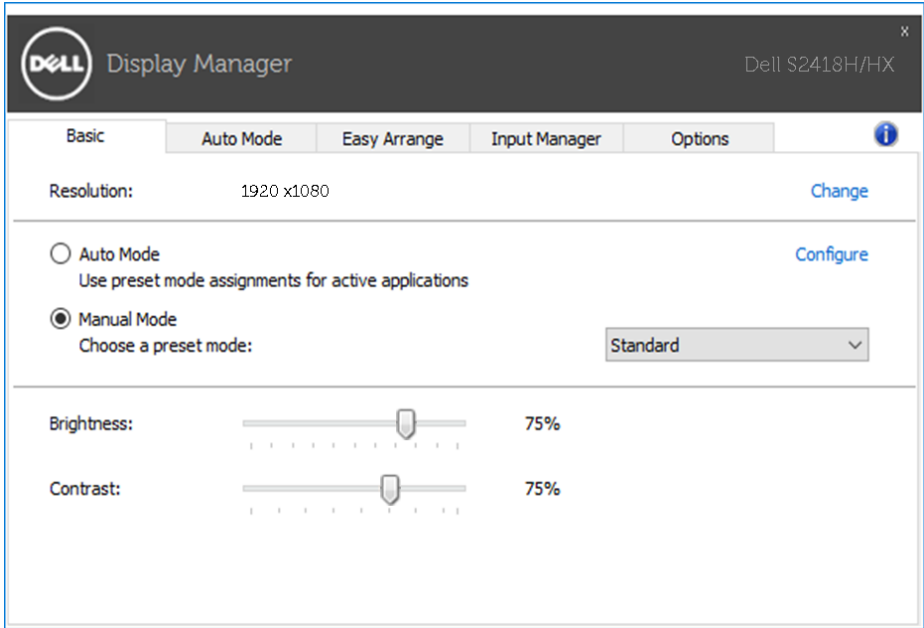 DELL Display Manager
x
Dell S2418H/HX
Basic Auto Mode Easy Arrange Input Manager Options i
Resolution: 1920 x1080 Change
Auto Mode Configure
Use preset mode assignments for active applications
Manual Mode
Choose a preset mode: Standard
Brightness: 75%
Contrast: 75%